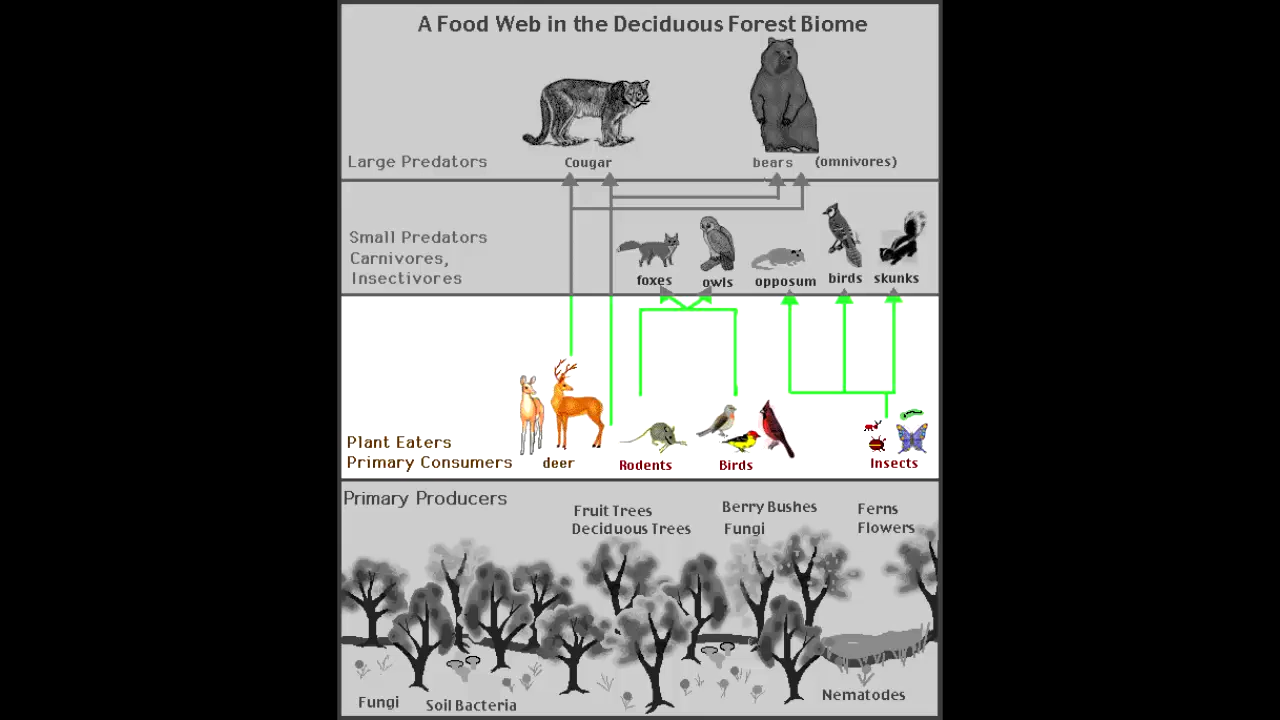 A Food Web in the Deciduous Forest Biome
Large Predators
Cougar
bears (omnivores)
Small Predators
Carnivores,
Insectivores
foxes
owls
opposum
birds
skunks
Plant Eaters
Primary Consumers
deer
Rodents
Birds
Insects
Primary Producers
Fruit Trees
Deciduous Trees
Berry Bushes
Fungi
Ferns
Flowers
Fungi
Soil Bacteria
Nematodes